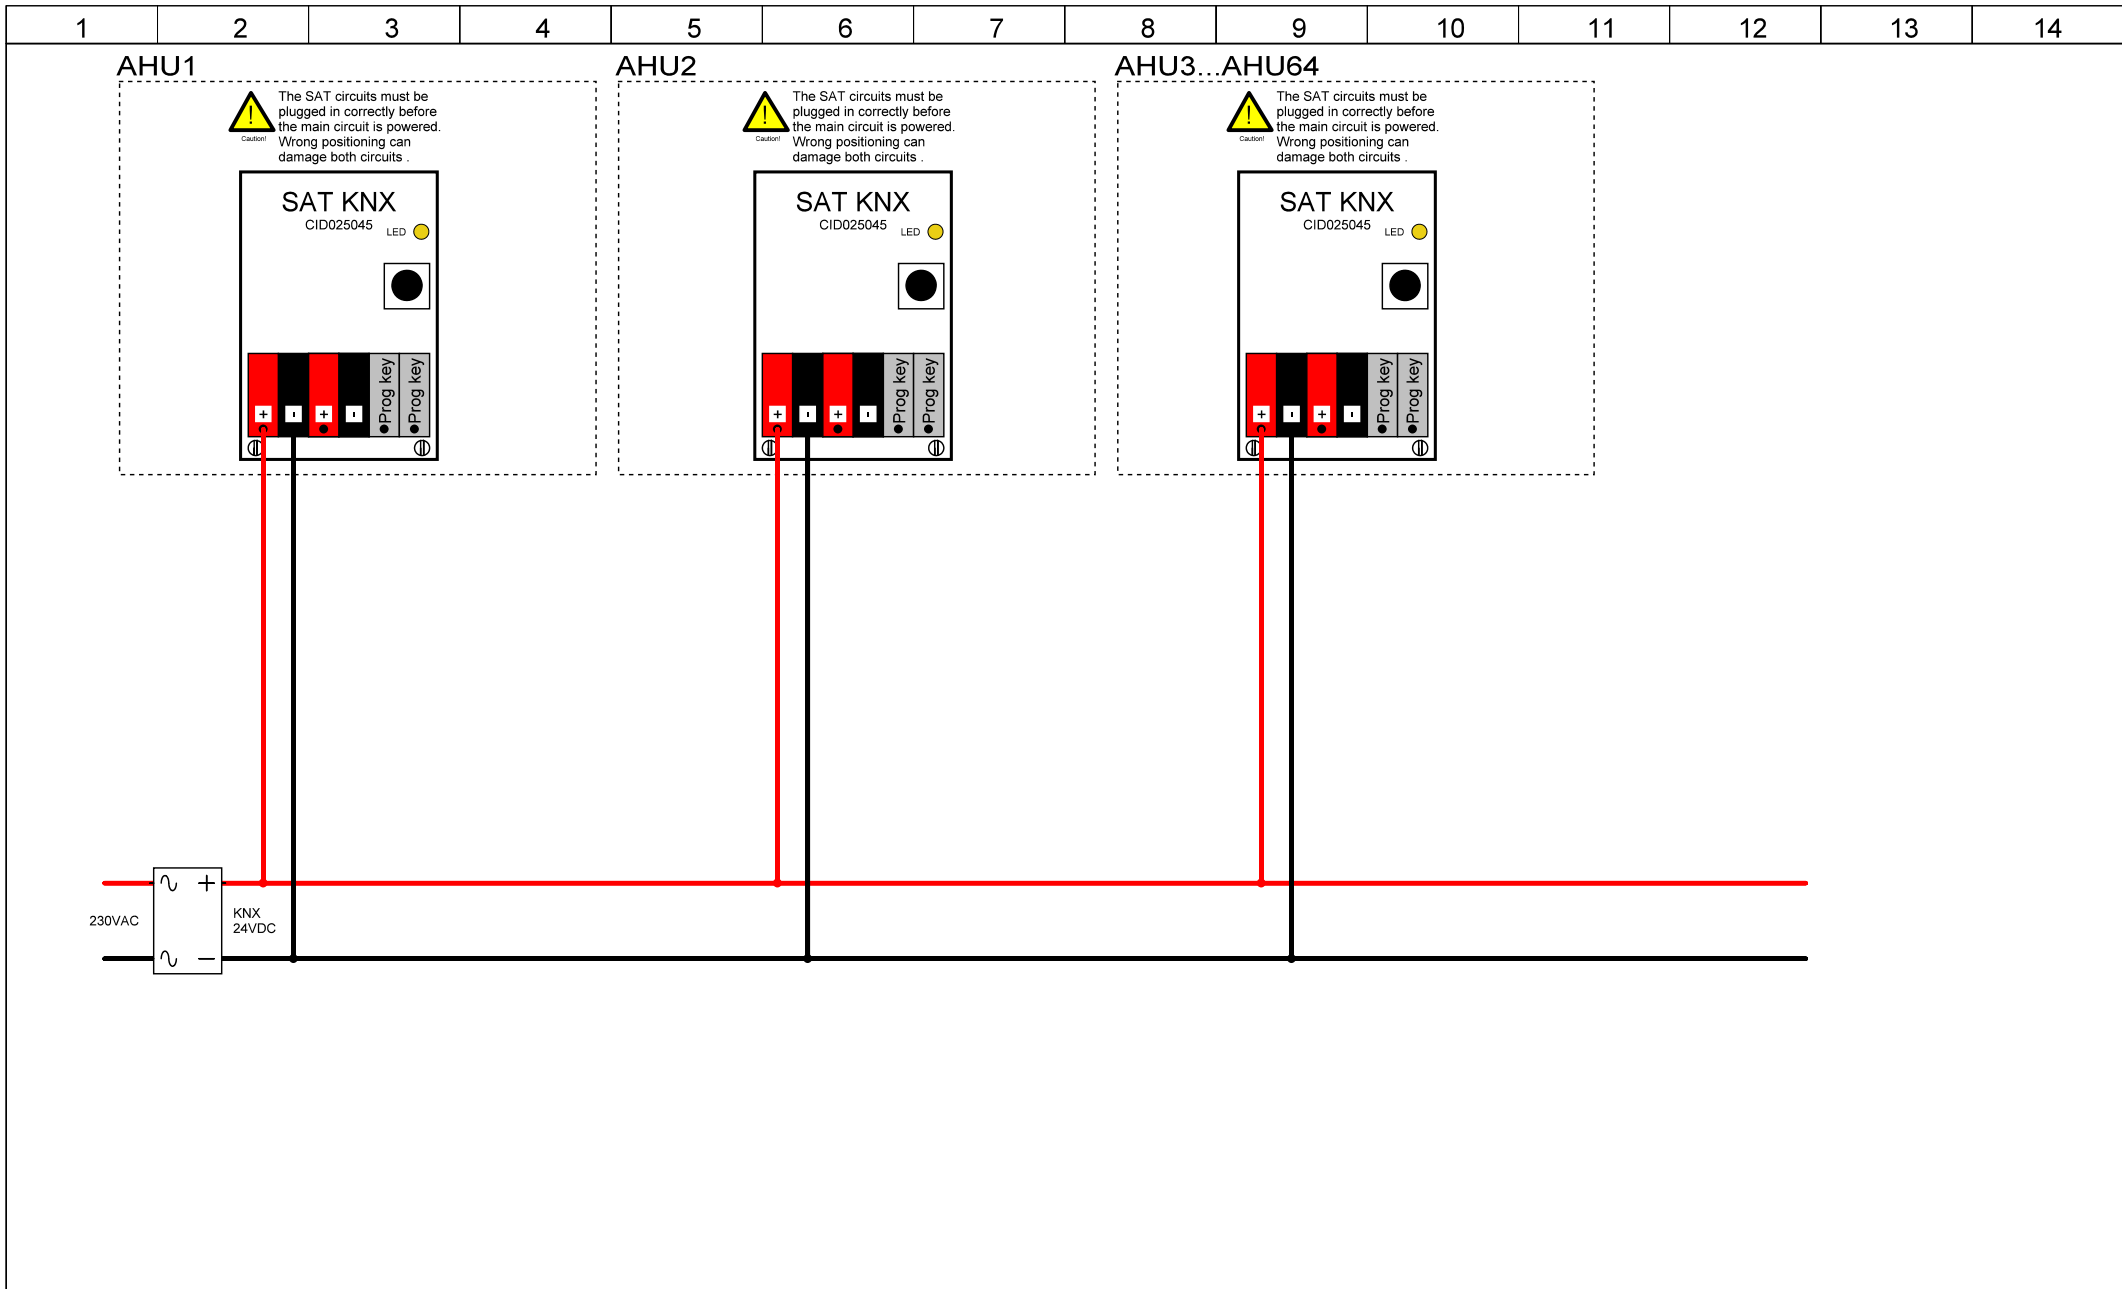 1 2 3 4 5 6 7 8 9 10 11 12 13 14
AHU1
The SAT circuits must be
plugged in correctly before
the main circuit is powered.
Wrong positioning can
damage both circuits .
!
Caution!
SAT KNX
CID025045
LED
+ - + - Prog key Prog key
AHU2
The SAT circuits must be
plugged in correctly before
the main circuit is powered.
Wrong positioning can
damage both circuits .
!
Caution!
SAT KNX
CID025045
LED
+ - + - Prog key Prog key
AHU3...AHU64
The SAT circuits must be
plugged in correctly before
the main circuit is powered.
Wrong positioning can
damage both circuits .
!
Caution!
SAT KNX
CID025045
LED
+ - + - Prog key Prog key
230VAC
∿ +
∿ −
KNX
24VDC